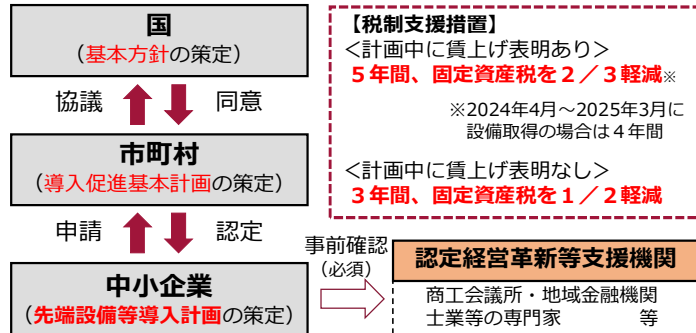 国
（基本方針の策定）
協議
同意
市町村
（導入促進基本計画の策定）
申請
認定
中小企業
（先端設備等導入計画の策定）
【税制支援措置】
＜計画中に賃上げ表明あり＞
５年間、固定資産税を２／３軽減※
※2024年4月～2025年3月に
設備取得の場合は４年間
＜計画中に賃上げ表明なし＞
３年間、固定資産税を１／２軽減
事前確認
（必須）
認定経営革新等支援機関
商工会議所・地域金融機関
士業等の専門家　　　等